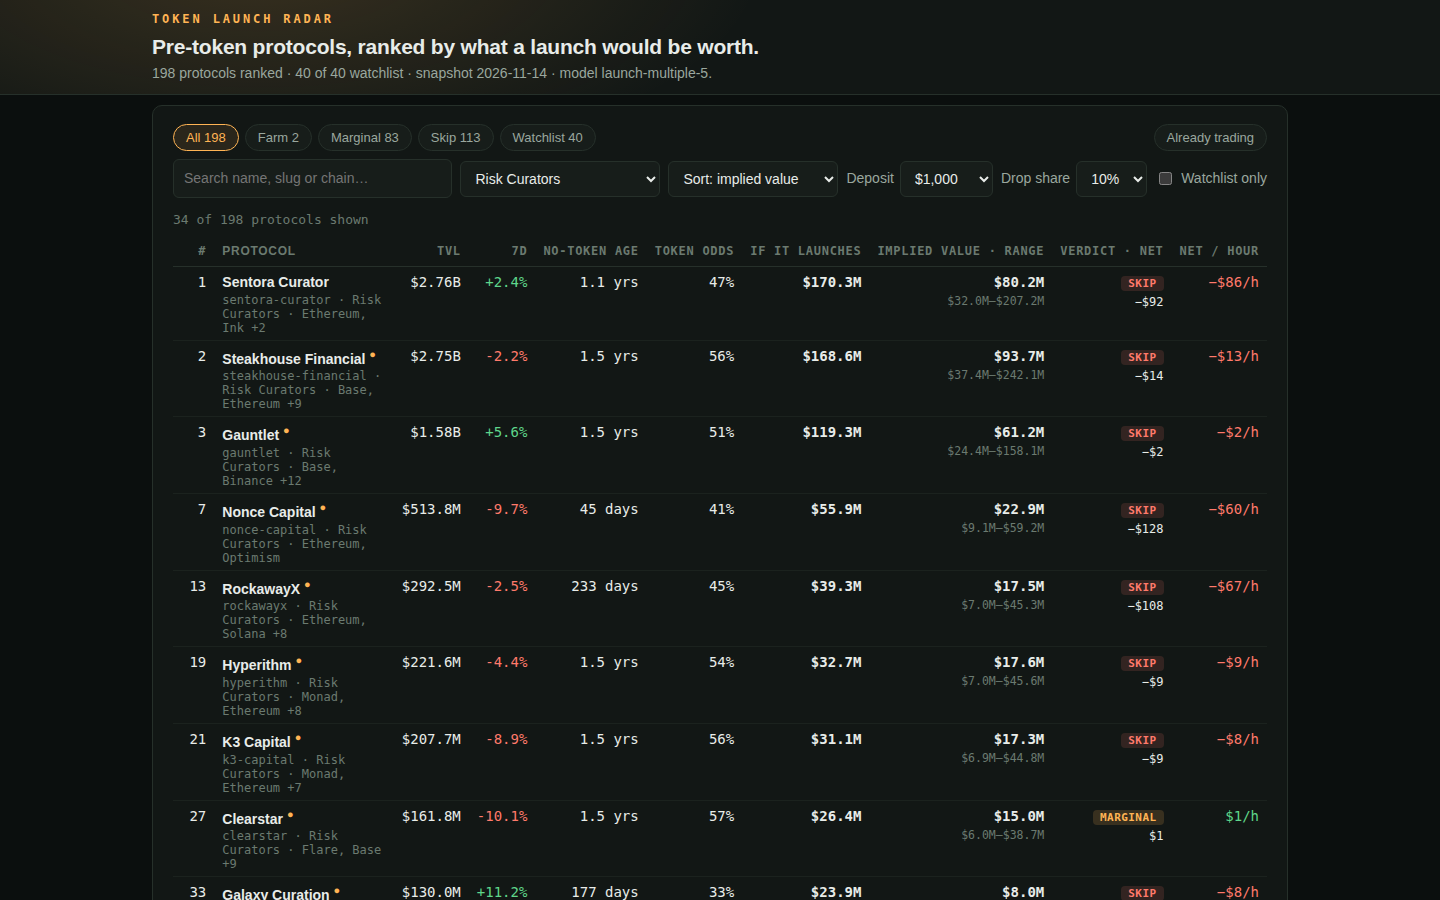 TOKEN LAUNCH RADAR
Pre-token protocols, ranked by what a launch would be worth.
198 protocols ranked · 40 of 40 watchlist · snapshot 2026-11-14 · model launch-multiple-5.
All 198 Farm 2 Marginal 83 Skip 113 Watchlist 40 Already trading
Search name, slug or chain… Risk Curators Sort: implied value Deposit $1,000 Drop share 10% Watchlist only
34 of 198 protocols shown
# PROTOCOL TVL 7D NO-TOKEN AGE TOKEN ODDS IF IT LAUNCHES IMPLIED VALUE · RANGE VERDICT · NET NET / HOUR
1 Sentora Curator $2.76B +2.4% 1.1 yrs 47% $170.3M $80.2M SKIP −$86/h
sentora-curator · Risk $32.0M–$207.2M −$92
Curators · Ethereum,
Ink +2
2 Steakhouse Financial $2.75B -2.2% 1.5 yrs 56% $168.6M $93.7M SKIP −$13/h
steakhouse-financial · $37.4M–$242.1M −$14
Risk Curators · Base,
Ethereum +9
3 Gauntlet $1.58B +5.6% 1.5 yrs 51% $119.3M $61.2M SKIP −$2/h
gauntlet · Risk $24.4M–$158.1M −$2
Curators · Base,
Binance +12
7 Nonce Capital $513.8M -9.7% 45 days 41% $55.9M $22.9M SKIP −$60/h
nonce-capital · Risk $9.1M–$59.2M −$128
Curators · Ethereum,
Optimism
13 RockawayX $292.5M -2.5% 233 days 45% $39.3M $17.5M SKIP −$67/h
rockawayx · Risk $7.0M–$45.3M −$108
Curators · Ethereum,
Solana +8
19 Hyperithm $221.6M -4.4% 1.5 yrs 54% $32.7M $17.6M SKIP −$9/h
hyperithm · Risk $7.0M–$45.6M −$9
Curators · Monad,
Ethereum +8
21 K3 Capital $207.7M -8.9% 1.5 yrs 56% $31.1M $17.3M SKIP −$8/h
k3-capital · Risk $6.9M–$44.8M −$9
Curators · Monad,
Ethereum +7
27 Clearstar $161.8M -10.1% 1.5 yrs 57% $26.4M $15.0M MARGINAL $1/h
clearstar · Risk $6.0M–$38.7M $1
Curators · Flare, Base
+9
33 Galaxy Curation $130.0M +11.2% 177 days 33% $23.9M $8.0M SKIP −$8/h